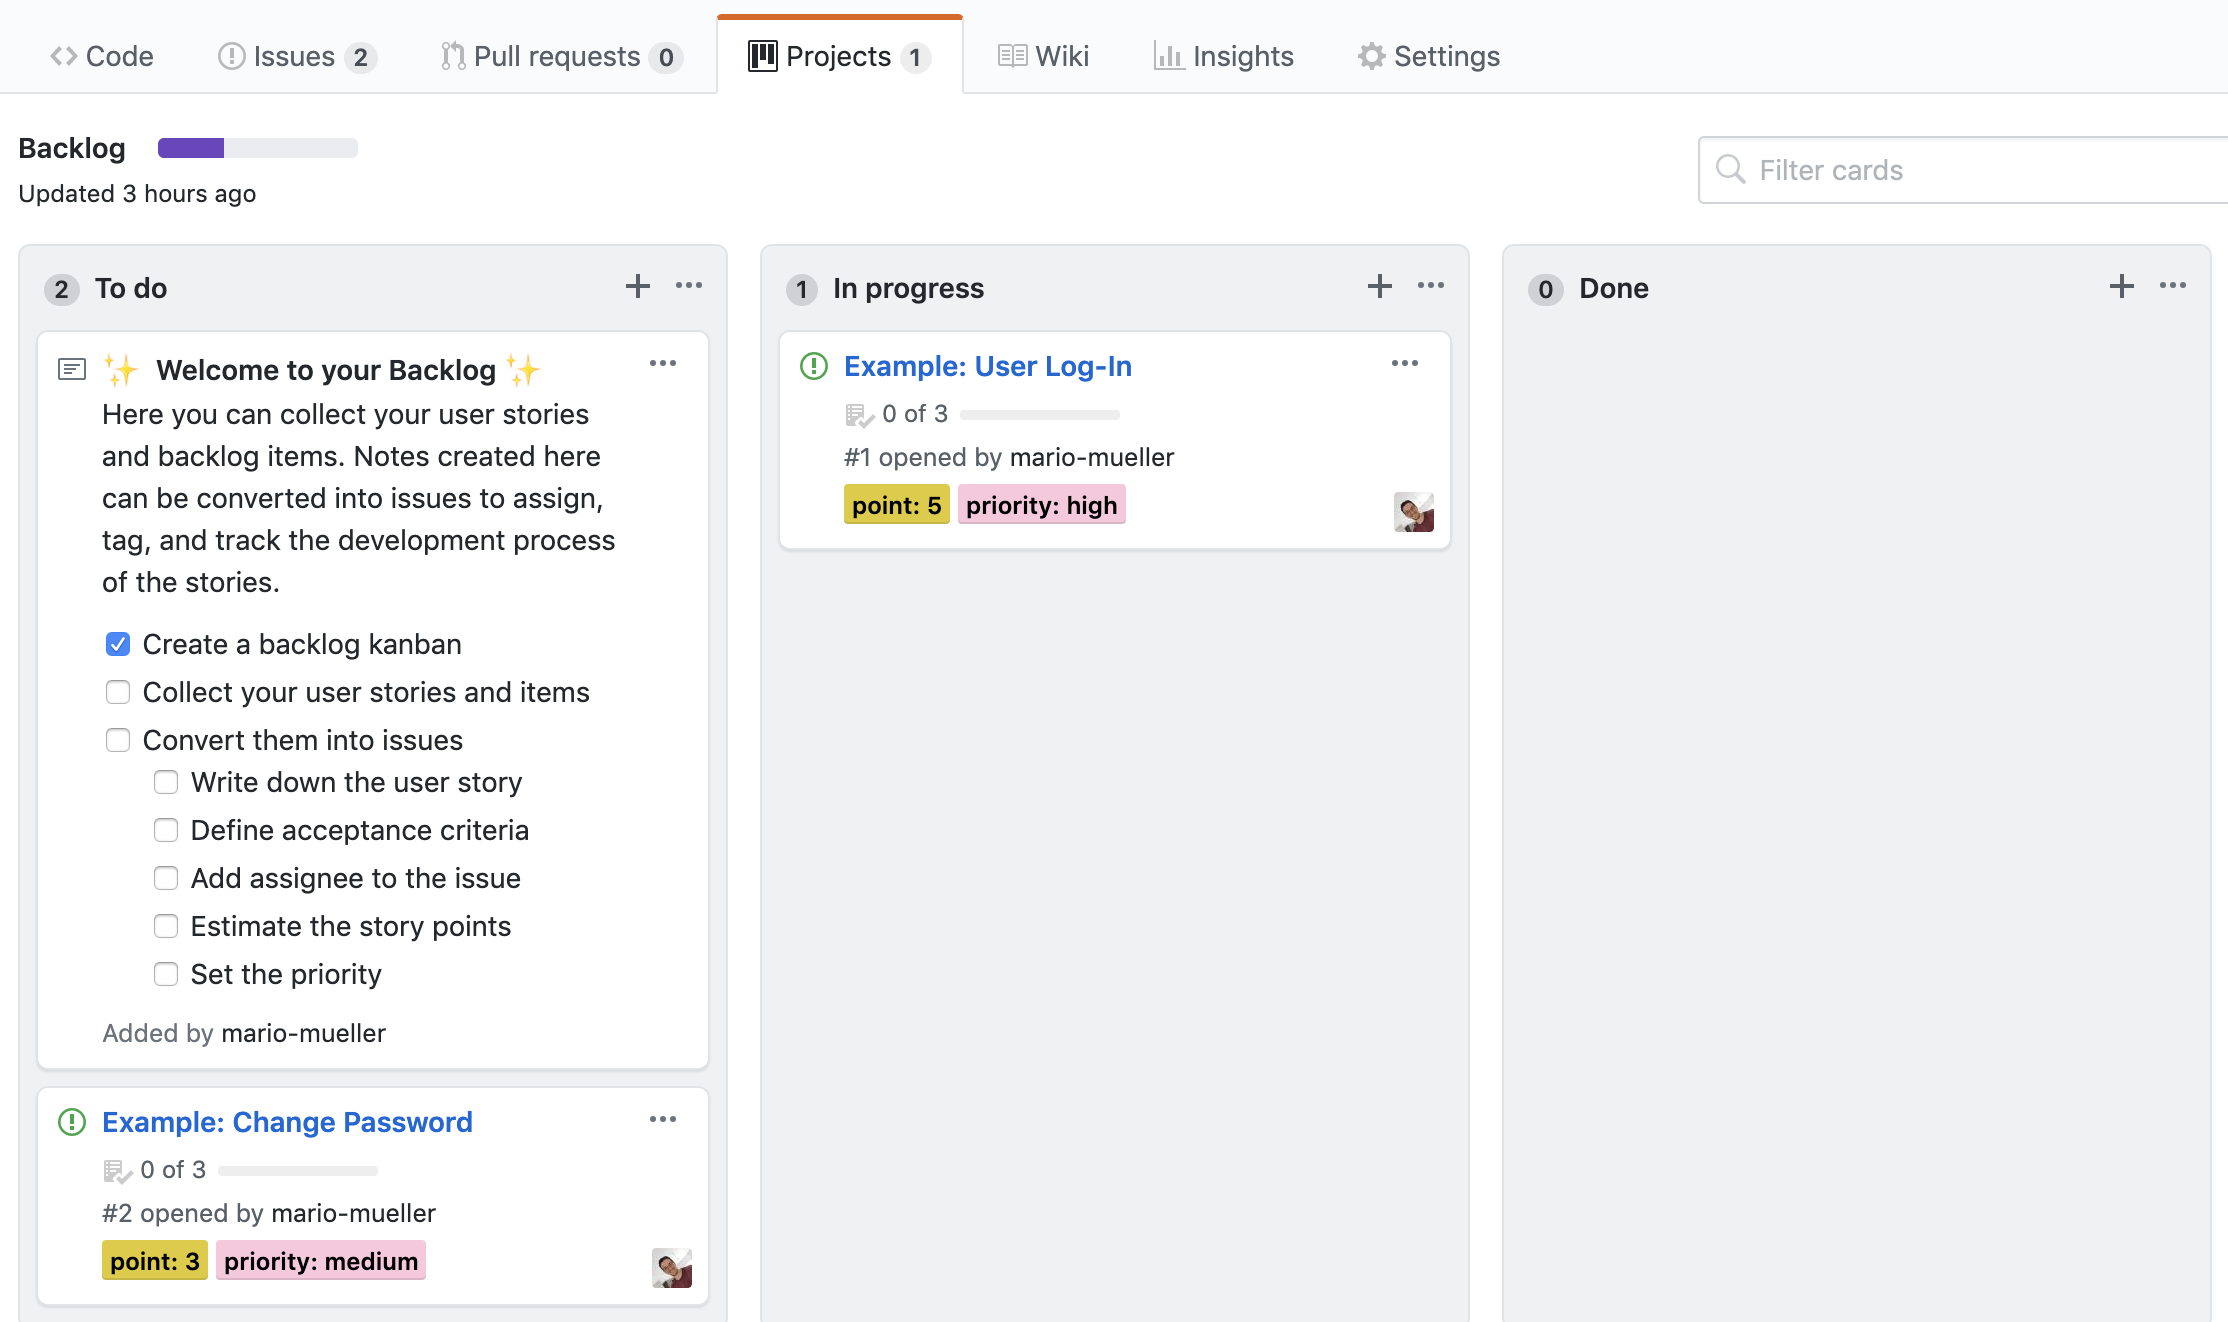 Code Issues 2 Pull requests 0 Projects 1 Wiki Insights Settings
Backlog
Updated 3 hours ago
Filter cards
2 To do
✨ Welcome to your Backlog ✨
Here you can collect your user stories
and backlog items. Notes created here
can be converted into issues to assign,
tag, and track the development process
of the stories.
Create a backlog kanban
Collect your user stories and items
Convert them into issues
Write down the user story
Define acceptance criteria
Add assignee to the issue
Estimate the story points
Set the priority
Added by mario-mueller
Example: Change Password
0 of 3
#2 opened by mario-mueller
point: 3 priority: medium
1 In progress
Example: User Log-In
0 of 3
#1 opened by mario-mueller
point: 5 priority: high
0 Done